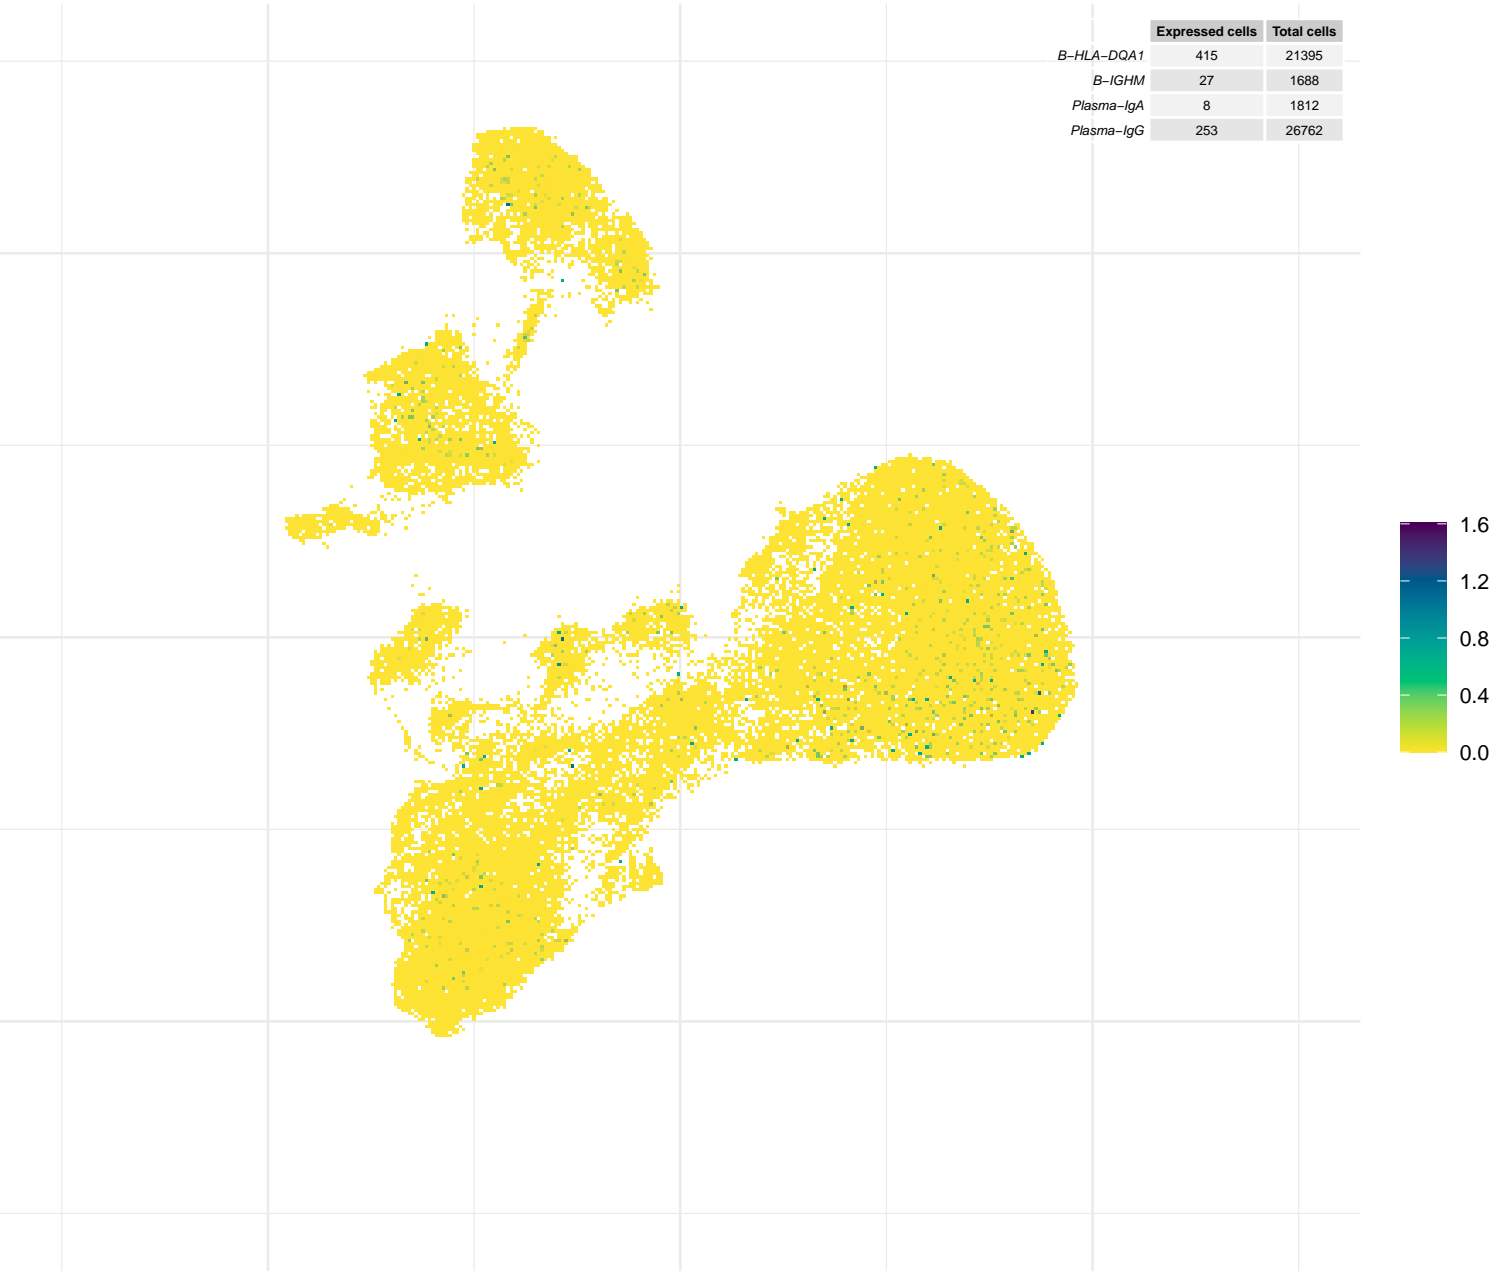 Expressed cells Total cells
B−HLA−DQA1 415 21395
B−IGHM 27 1688
Plasma−IgA 8 1812
Plasma−IgG 253 26762
1.6
1.2
0.8
0.4
0.0